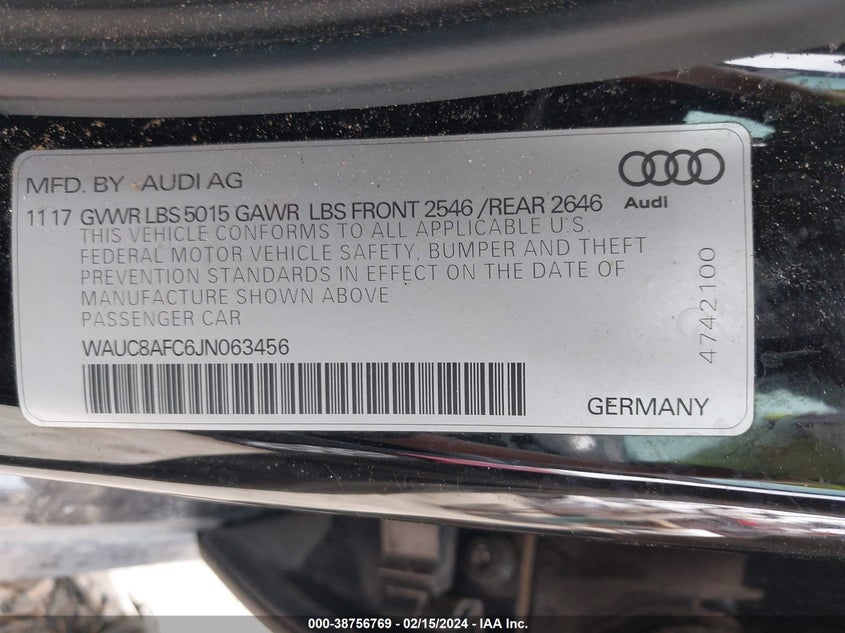 MFD. BY AUDI AG
Audi
11 17 GVWR LBS 5015 GAWR LBS FRONT 2546 / REAR 2646
THIS VEHICLE CONFORMS TO ALL APPLICABLE U.S.
FEDERAL MOTOR VEHICLE SAFETY, BUMPER AND THEFT
PREVENTION STANDARDS IN EFFECT ON THE DATE OF
MANUFACTURE SHOWN ABOVE
PASSENGER CAR
WAUC8AFC6JN063456
GERMANY
4742100
000-38756769 - 02/15/2024 - IAA Inc.